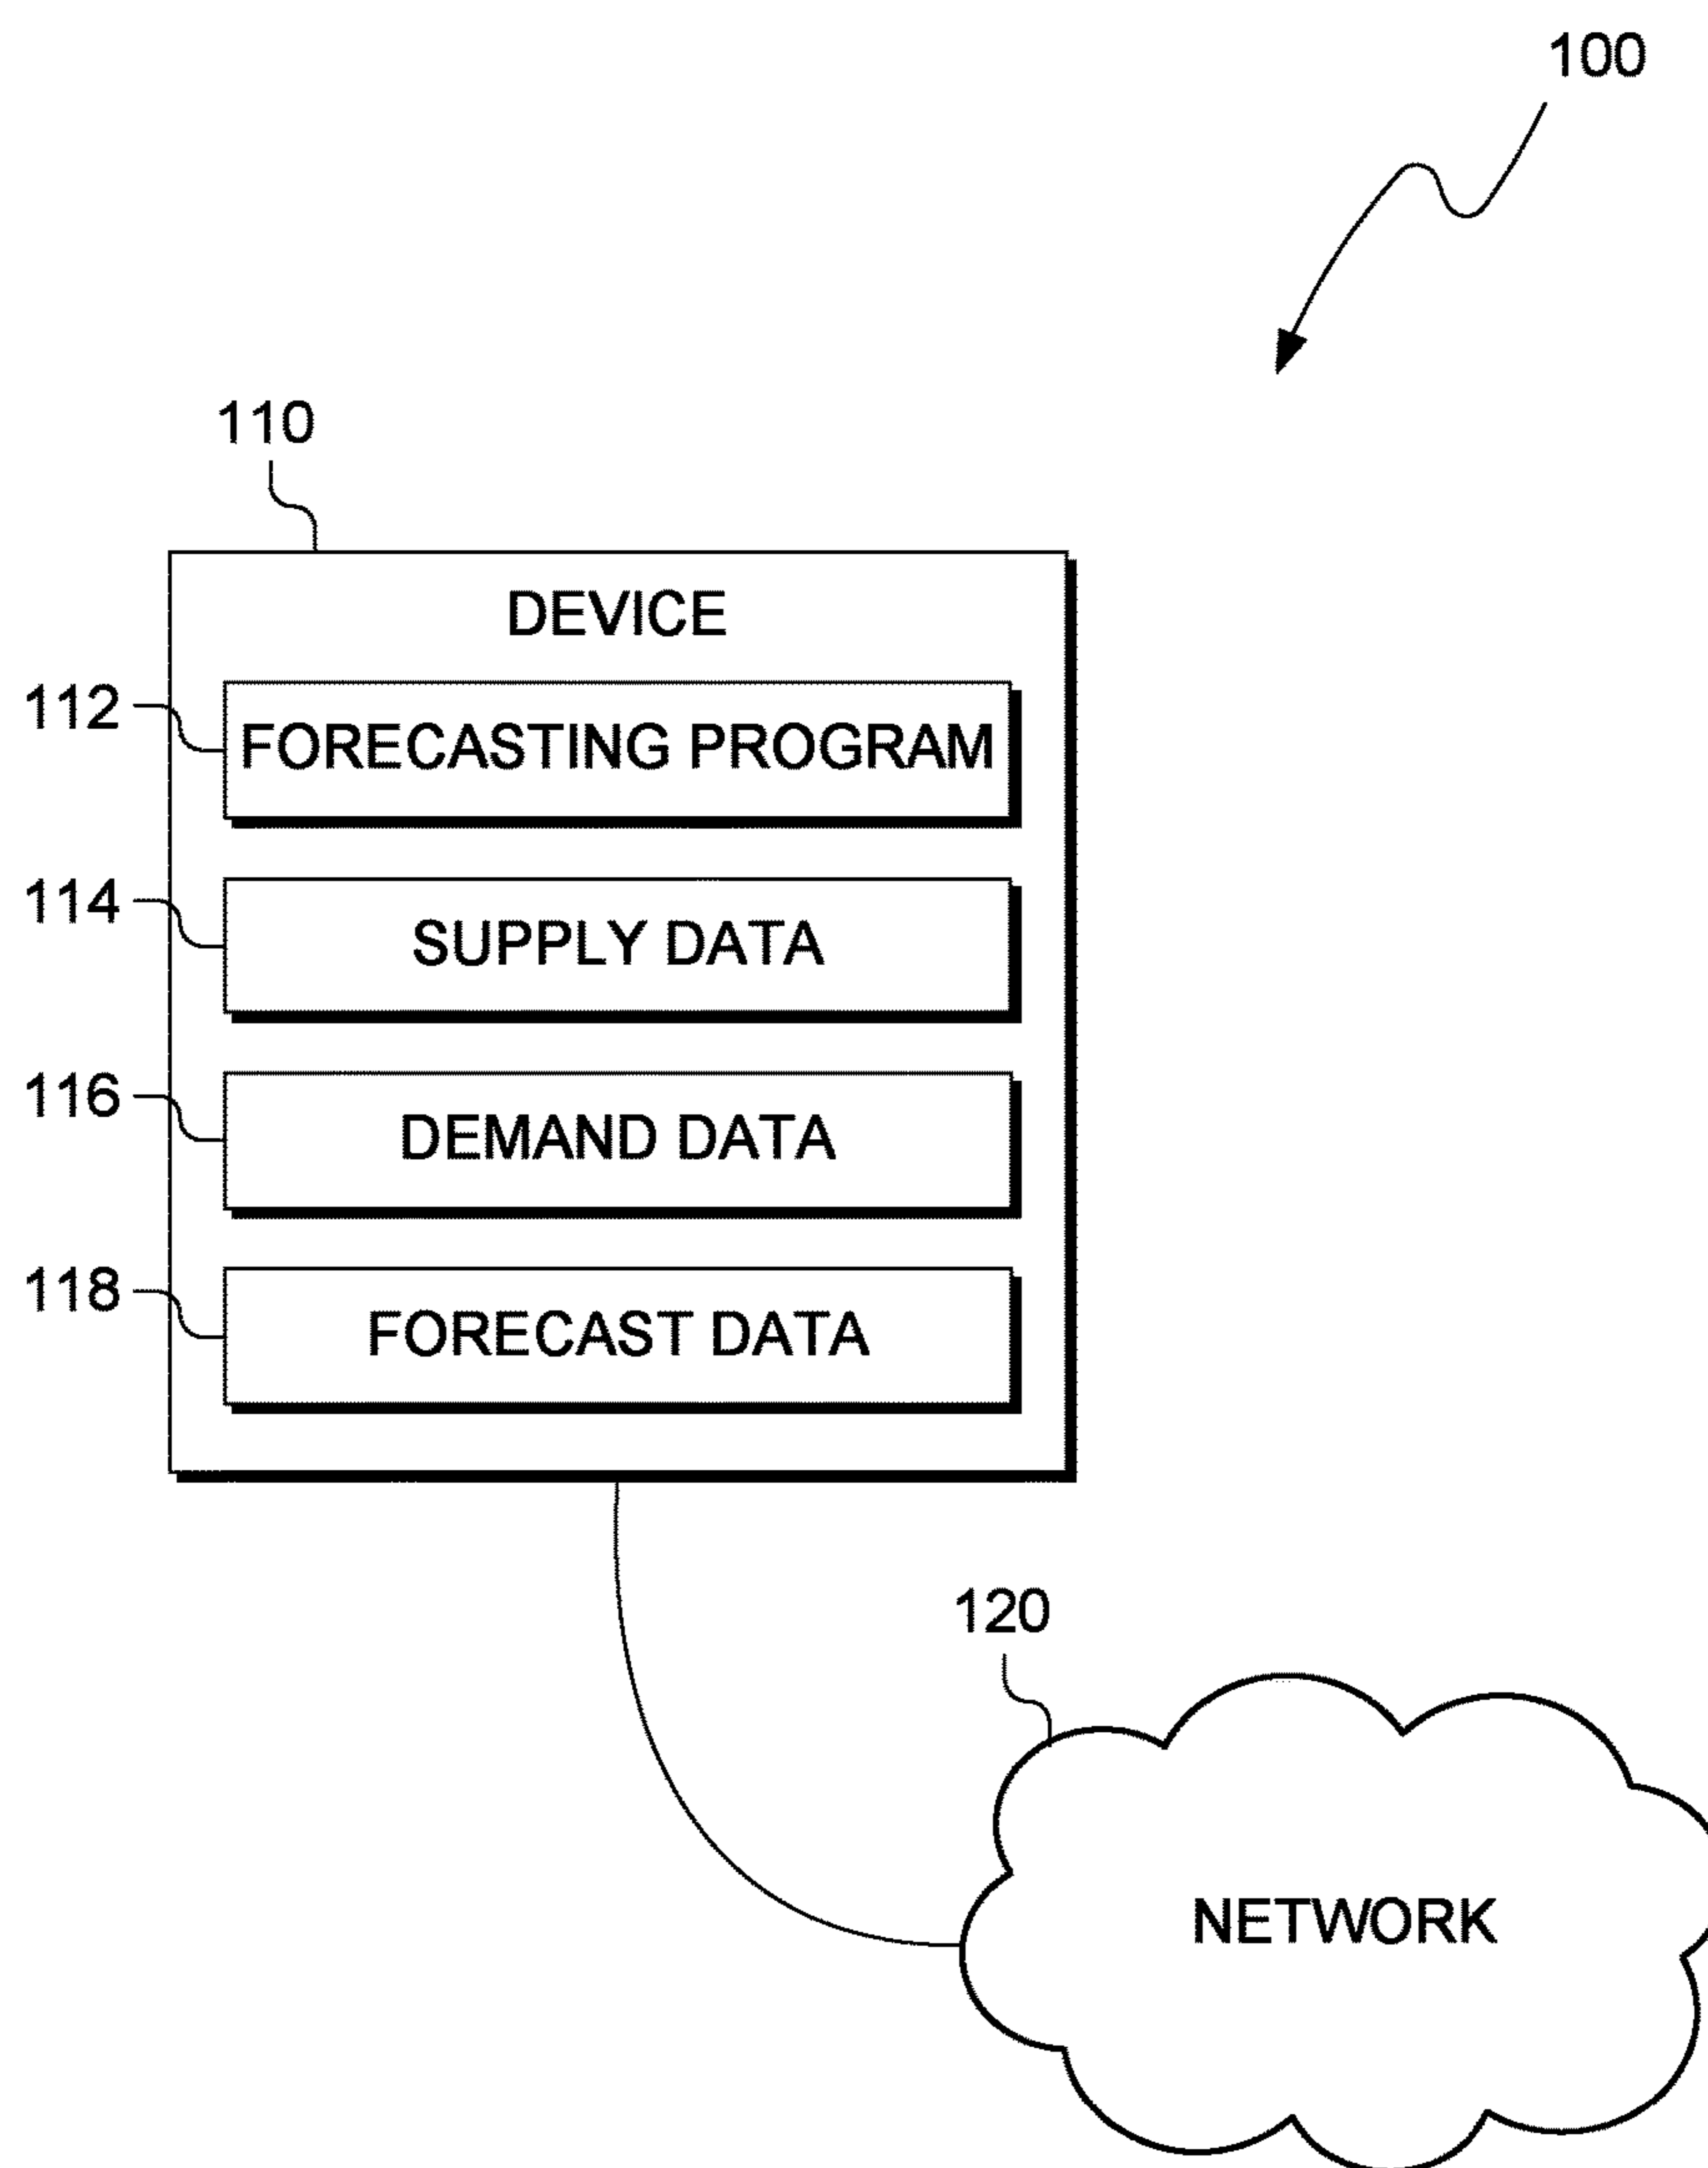 100
110
DEVICE
112 FORECASTING PROGRAM
114 SUPPLY DATA
116 DEMAND DATA
118 FORECAST DATA
120
NETWORK